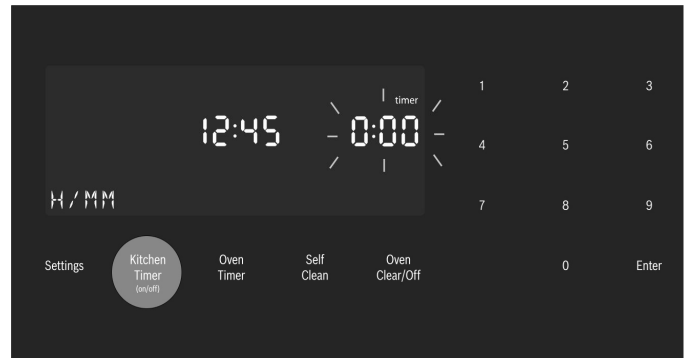 timer
12:45
0:00
H/MM
1 2 3
4 5 6
7 8 9
0 Enter
Settings
Kitchen
Timer
(on/off)
Oven
Timer
Self
Clean
Oven
Clear/Off